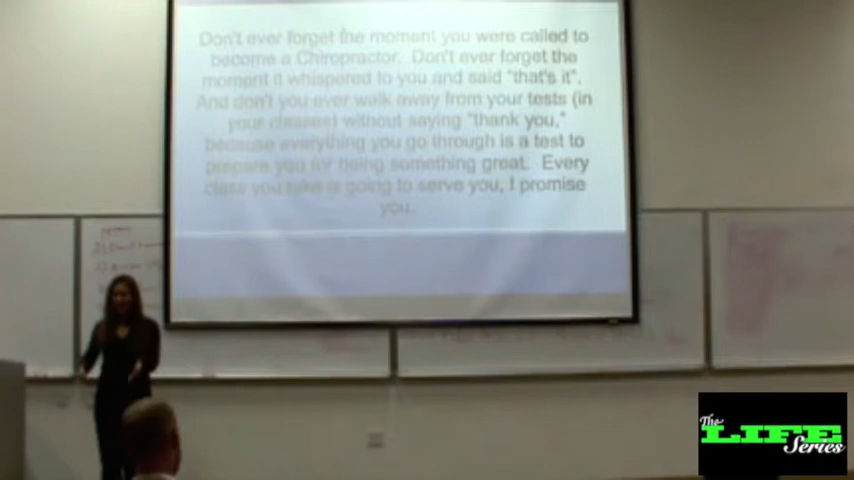 Don't ever forget the moment you were called to
become a Chiropractor. Don't ever forget the
moment it whispered to you and said "that's it".
And don't you ever walk away from your tests (in
your classes) without saying "thank you,"
because everything you go through is a test to
prepare you for being something great. Every
class you take is going to serve you, I promise
you.
The
LIFE
Series